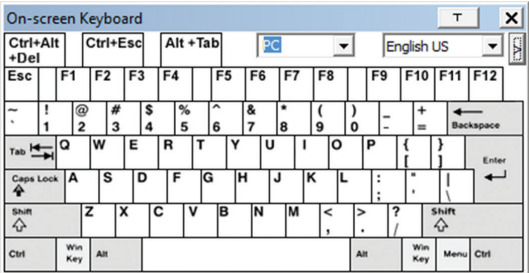 On-screen Keyboard T X
Ctrl+Alt +Del Ctrl+Esc Alt +Tab PC English US
Esc F1 F2 F3 F4 F5 F6 F7 F8 F9 F10 F11 F12
~ ! @ # $ % ^ & * ( ) _ +
` 1 2 3 4 5 6 7 8 9 0 - = Backspace
Tab Q W E R T Y U I O P { [ } ]
Caps Lock A S D F G H J K L : ; " ' | \ Enter
Shift Z X C V B N M < , > . ? / Shift
Ctrl Win Key Alt Alt Win Key Menu Ctrl